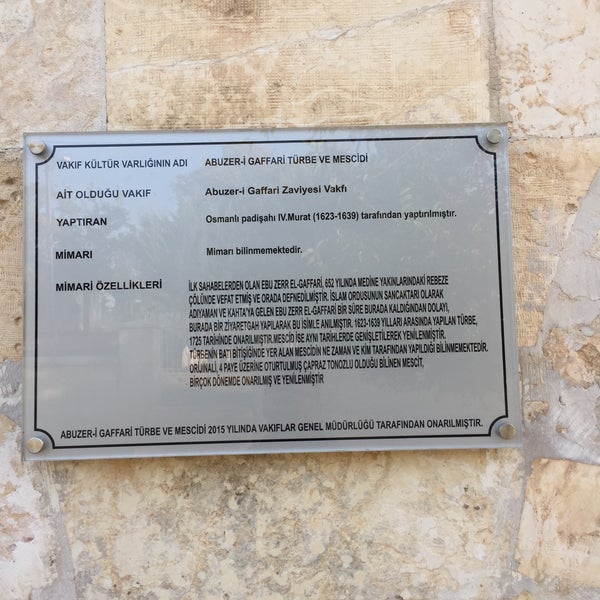 VAKIF KÜLTÜR VARLIĞININ ADI ABUZER-İ GAFFARİ TÜRBE VE MESCİDİ
AİT OLDUĞU VAKIF Abuzer-i Gaffari Zaviyesi Vakfı
YAPTIRAN Osmanlı padişahı IV.Murat (1623-1639) tarafından yaptırılmıştır.
MİMARI Mimarı bilinmemektedir.
MİMARİ ÖZELLİKLERİ İLK SAHABELERDEN OLAN EBU ZERR EL-GAFFARİ, 652 YILINDA MEDİNE YAKINLARINDAKİ REBEZE
ÇÖLÜNDE VEFAT ETMİŞ VE ORADA DEFNEDİLMİŞTİR. İSLAM ORDUSUNUN SANCAKTARI OLARAK
ADIYAMAN VE KAHTA'YA GELEN EBU ZERR EL-GAFFARİ BİR SÜRE BURADA KALDIĞINDAN DOLAYI,
BURADA BİR ZİYARETGAH YAPILARAK BU İSİMLE ANILMIŞTIR. 1623-1639 YILLARI ARASINDA YAPILAN TÜRBE,
1725 TARİHİNDE ONARILMIŞTIR.MESCİD İSE AYNI TARİHLERDE GENİŞLETİLEREK YENİLENMİŞTİR.
TÜRBENİN BATI BİTİŞİĞİNDE YER ALAN MESCİDİN NE ZAMAN VE KİM TARAFINDAN YAPILDIĞI BİLİNMEMEKTEDİR.
ORİJİNALİ, 4 PAYE ÜZERİNE OTURTULMUŞ ÇAPRAZ TONOZLU OLDUĞU BİLİNEN MESCİT,
BİRÇOK DÖNEMDE ONARILMIŞ VE YENİLENMİŞTİR
ABUZER-İ GAFFARİ TÜRBE VE MESCİDİ 2015 YILINDA VAKIFLAR GENEL MÜDÜRLÜĞÜ TARAFINDAN ONARILMIŞTIR.